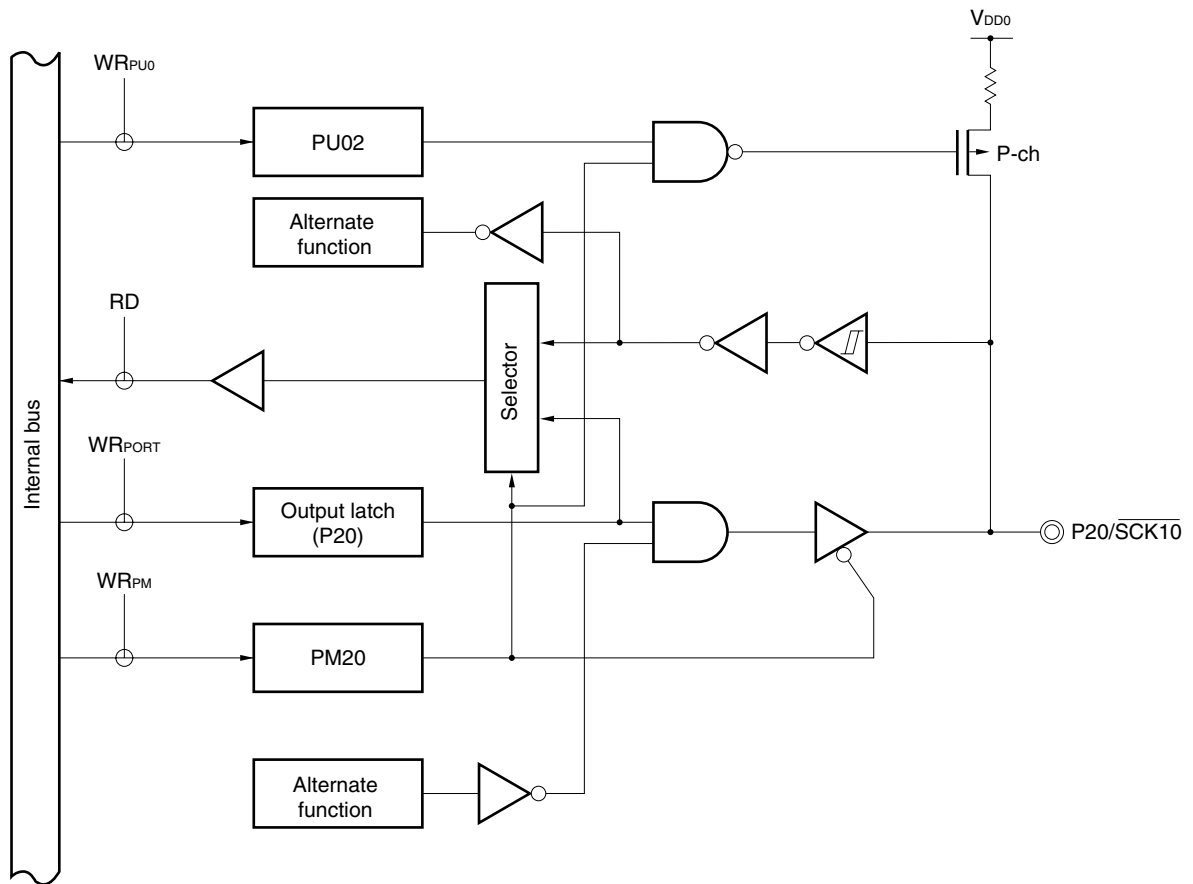 VDD0
WRPU0
PU02
P-ch
Alternate
function
RD
Selector
Internal bus
WRPORT
Output latch
(P20)
P20/SCK10
WRPM
PM20
Alternate
function